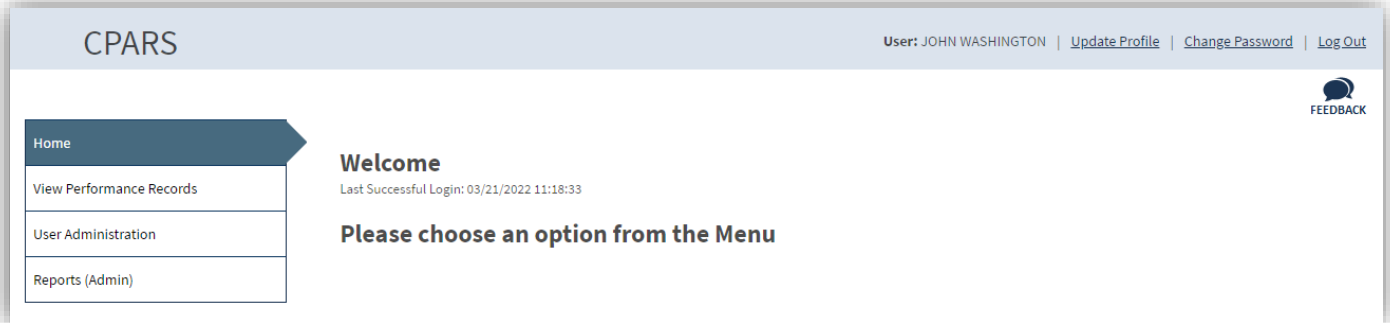 CPARS
User: JOHN WASHINGTON | Update Profile | Change Password | Log Out
FEEDBACK
Home
View Performance Records
User Administration
Reports (Admin)
Welcome
Last Successful Login: 03/21/2022 11:18:33
Please choose an option from the Menu